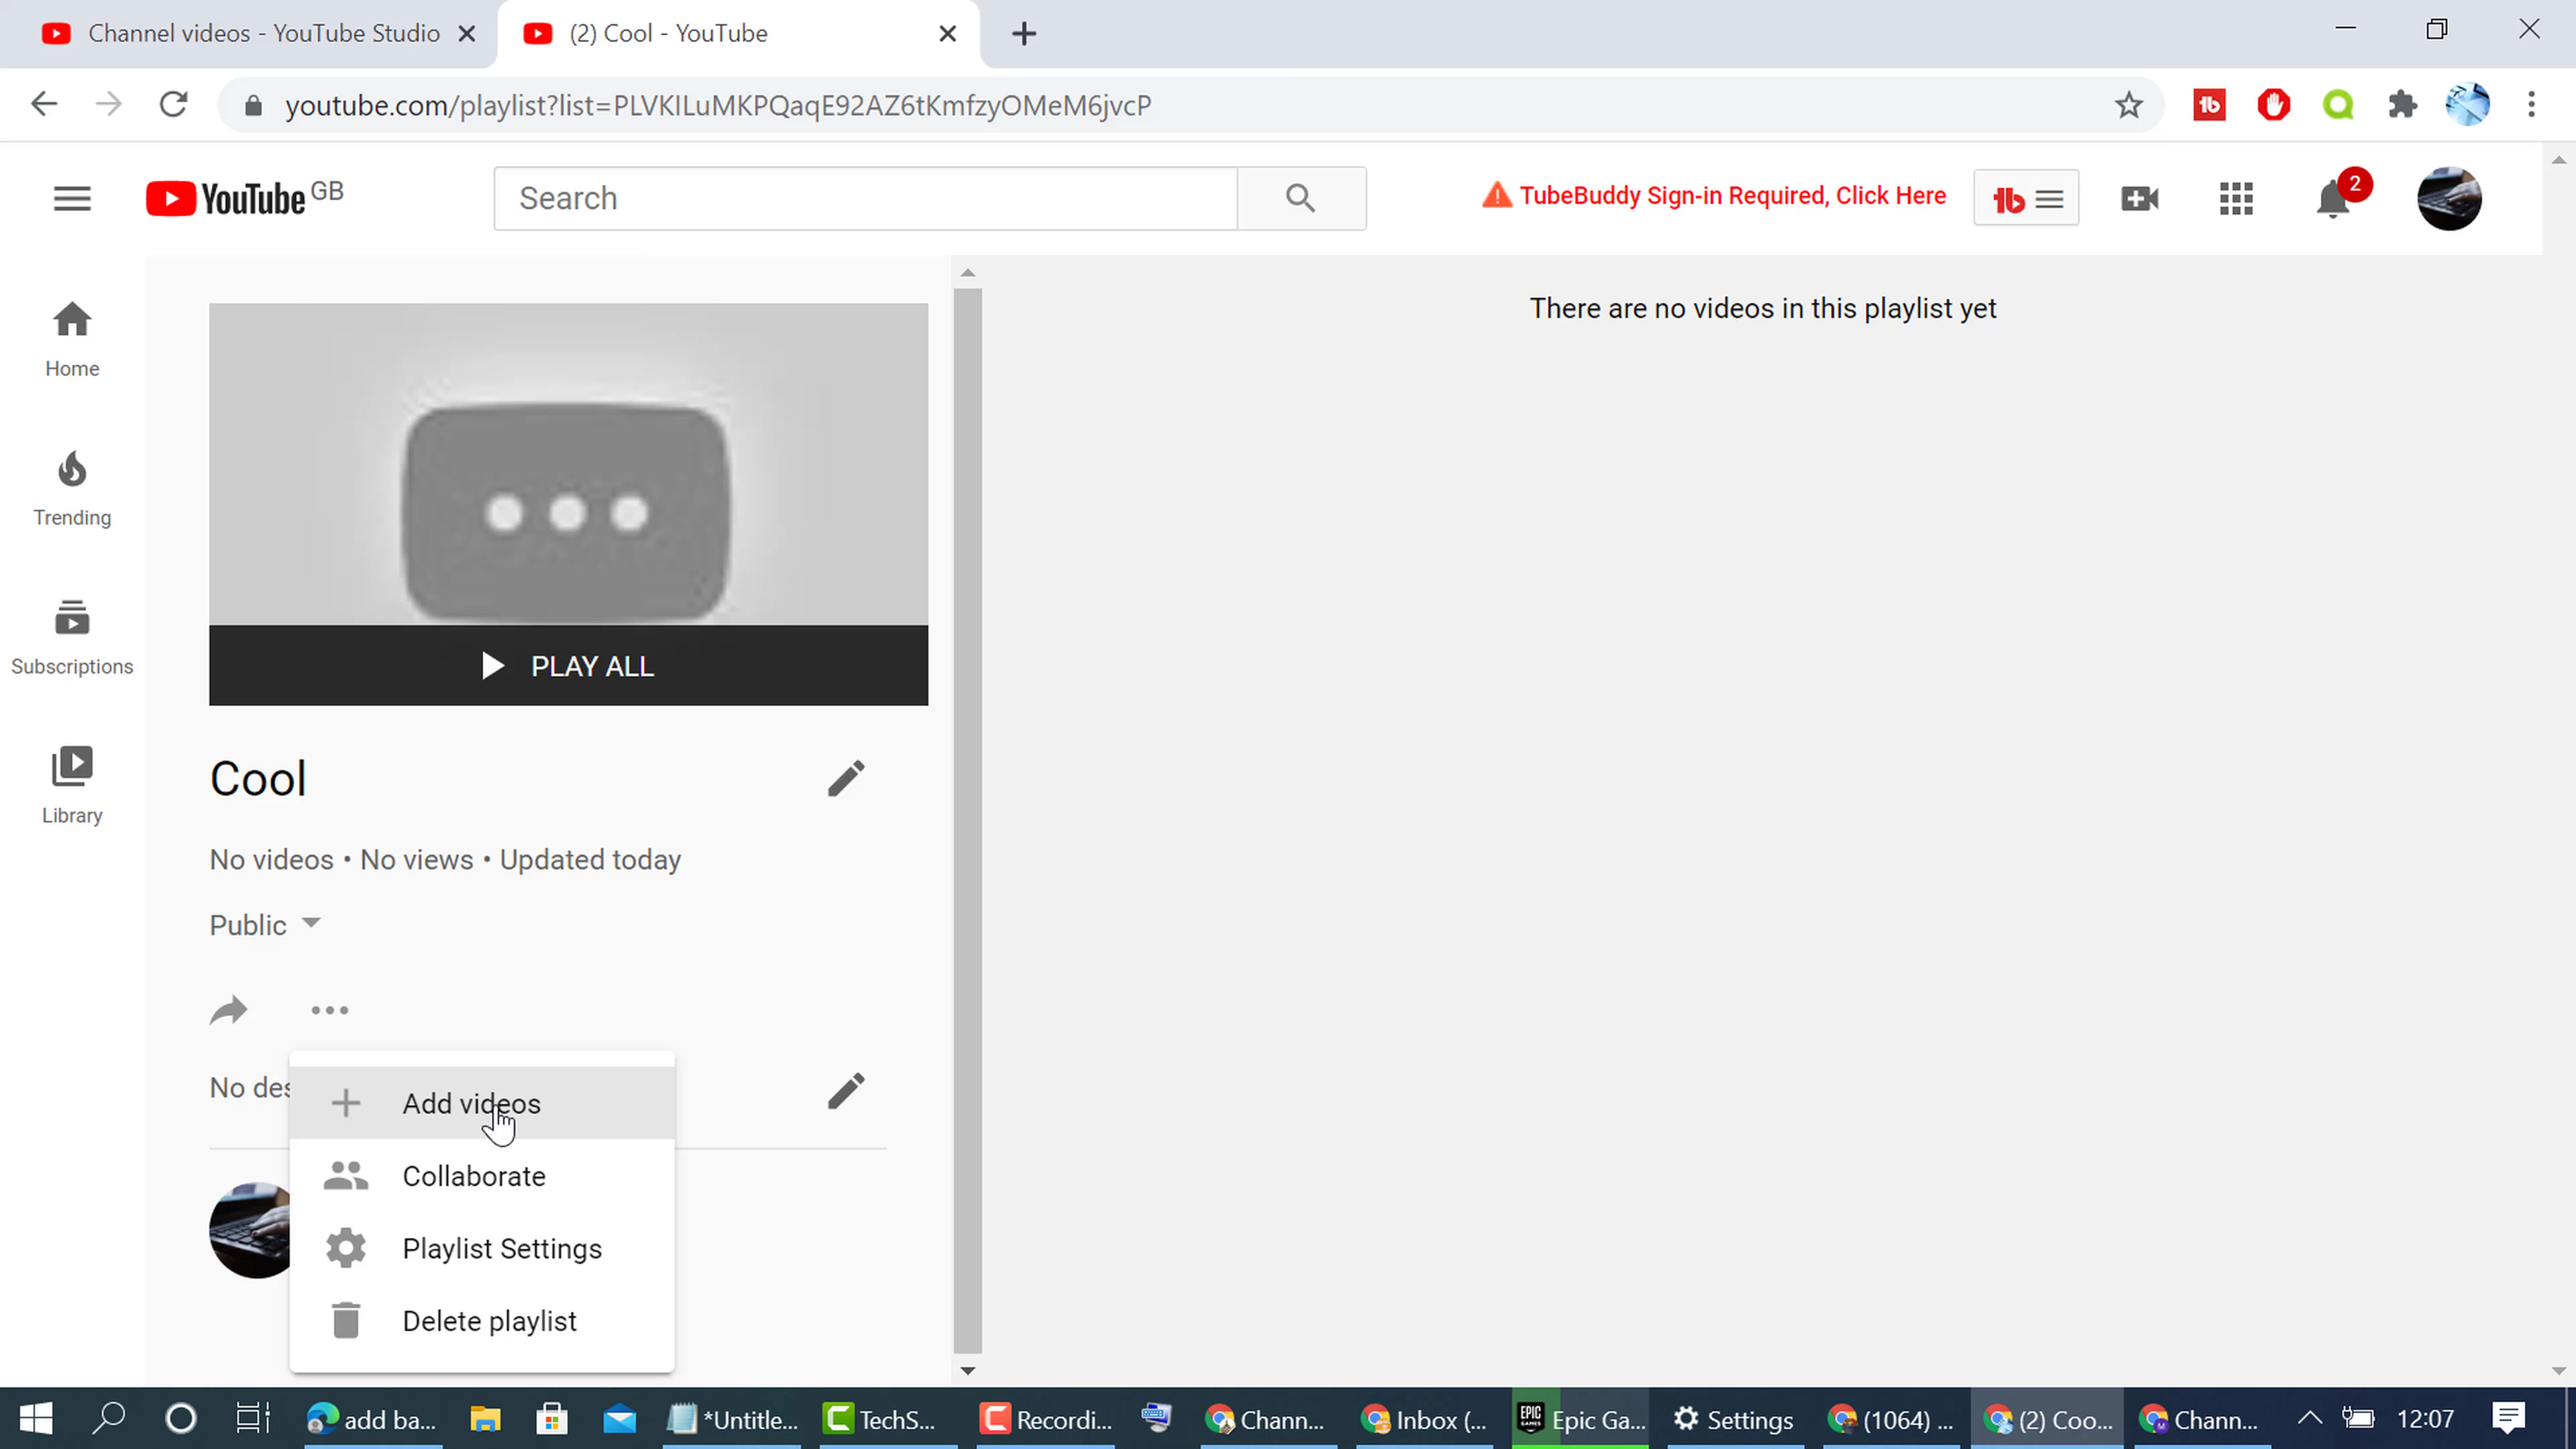 Channel videos - YouTube Studio
(2) Cool - YouTube
youtube.com/playlist?list=PLVKILuMKPQaqE92AZ6tKmfzyOMeM6jvcP
YouTube GB
Search
TubeBuddy Sign-in Required, Click Here
2
Home
Trending
Subscriptions
Library
PLAY ALL
Cool
No videos • No views • Updated today
Public
No des
Add videos
Collaborate
Playlist Settings
Delete playlist
There are no videos in this playlist yet
add ba...
*Untitle...
TechS...
Recordi...
Chann...
Inbox (...
EPIC GAMES
Epic Ga...
Settings
(1064) ...
(2) Coo...
Chann...
12:07